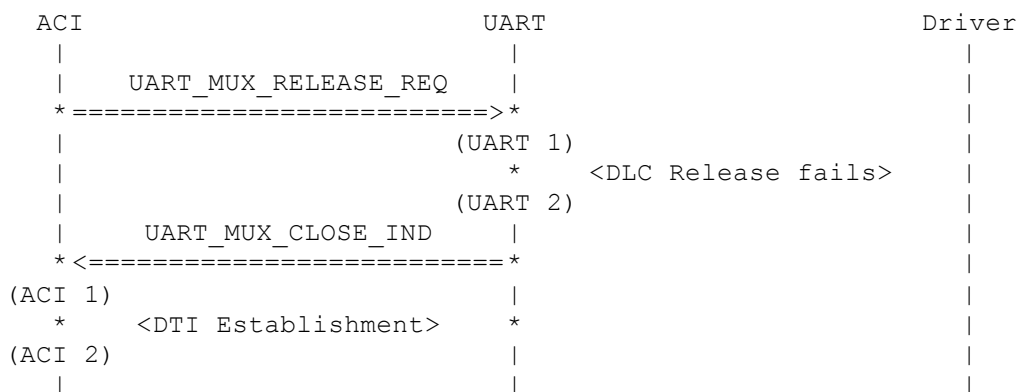 ACI UART Driver
UART_MUX_RELEASE_REQ
(UART 1)
<DLC Release fails>
(UART 2)
UART_MUX_CLOSE_IND
(ACI 1)
<DTI Establishment>
(ACI 2)